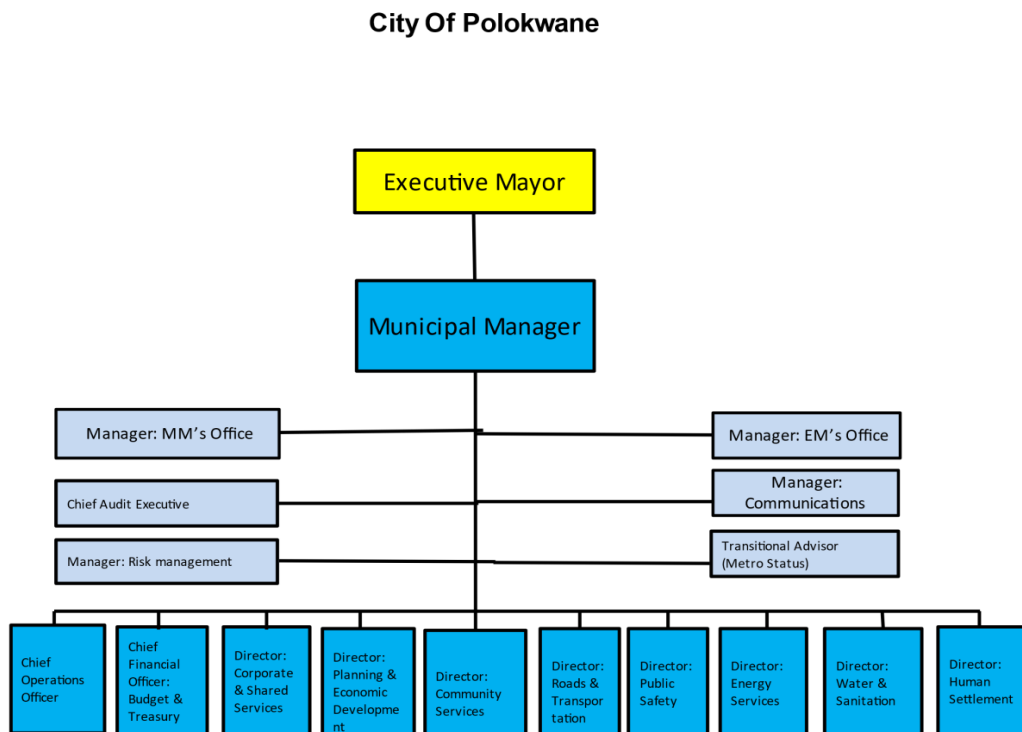 City Of Polokwane
Executive Mayor
Municipal Manager
Manager: MM's Office
Manager: EM's Office
Chief Audit Executive
Manager:
Communications
Manager: Risk management
Transitional Advisor
(Metro Status)
Chief
Operations
Officer
Chief
Financial
Officer:
Budget &
Treasury
Director:
Corporate
& Shared
Services
Director:
Planning &
Economic
Developme
nt
Director:
Community
Services
Director:
Roads &
Transpor
tation
Director:
Public
Safety
Director:
Energy
Services
Director:
Water &
Sanitation
Director:
Human
Settlement